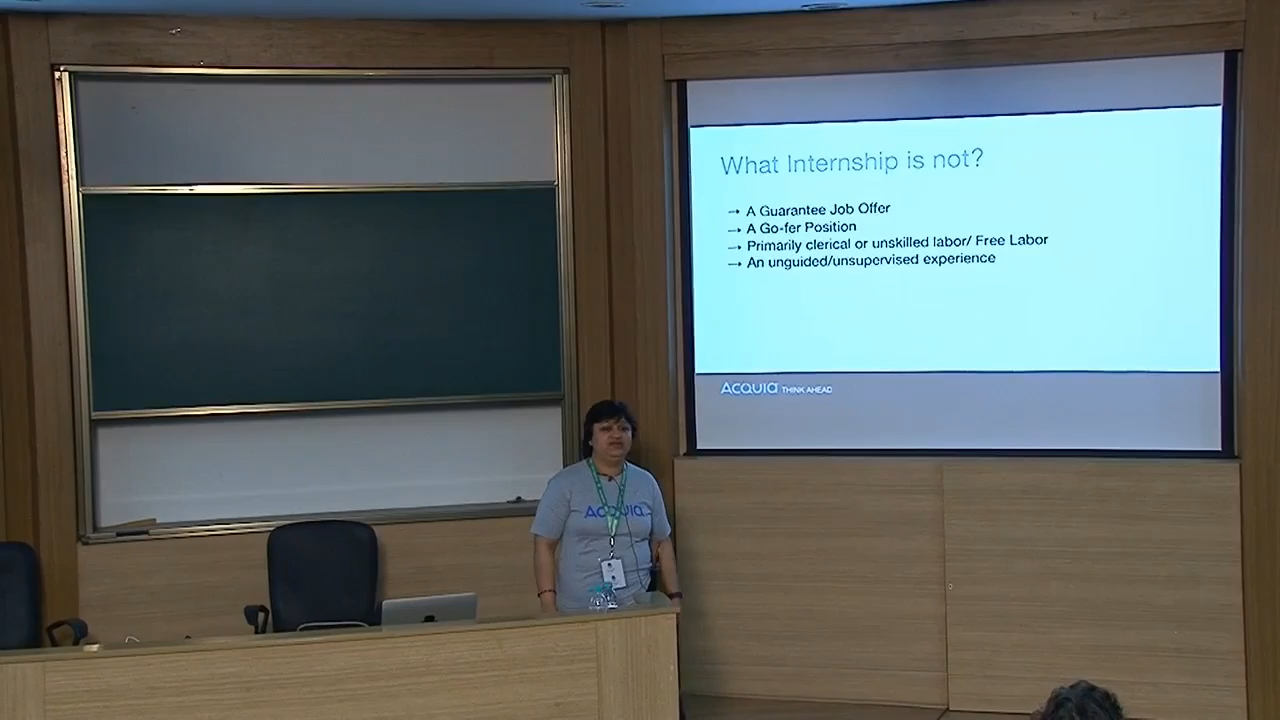 What Internship is not?
→ A Guarantee Job Offer
→ A Go-fer Position
→ Primarily clerical or unskilled labor/ Free Labor
→ An unguided/unsupervised experience
ACQUIA THINK AHEAD
ACQUIA